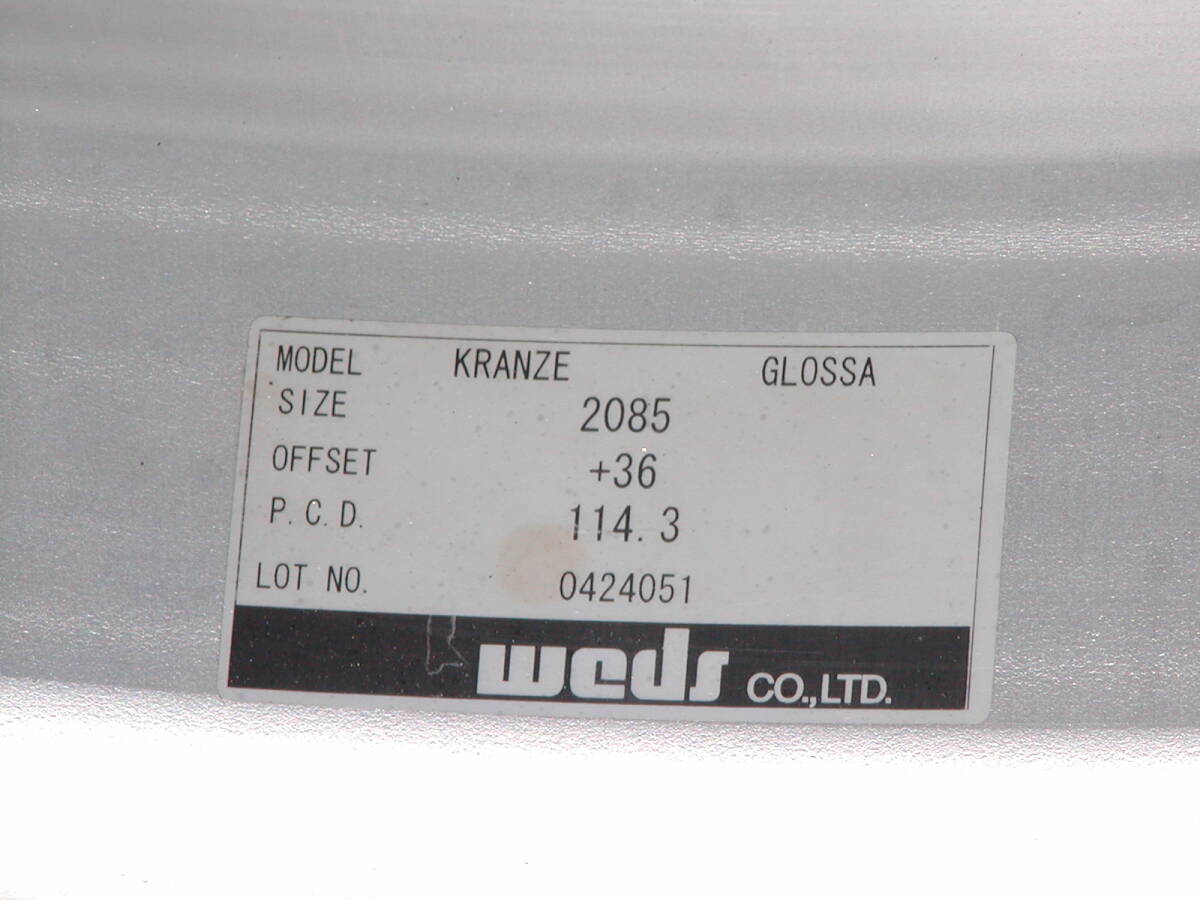 MODEL KRANZE GLOSSA
SIZE 2085
OFFSET +36
P.C.D. 114.3
LOT NO. 0424051
weds CO.,LTD.